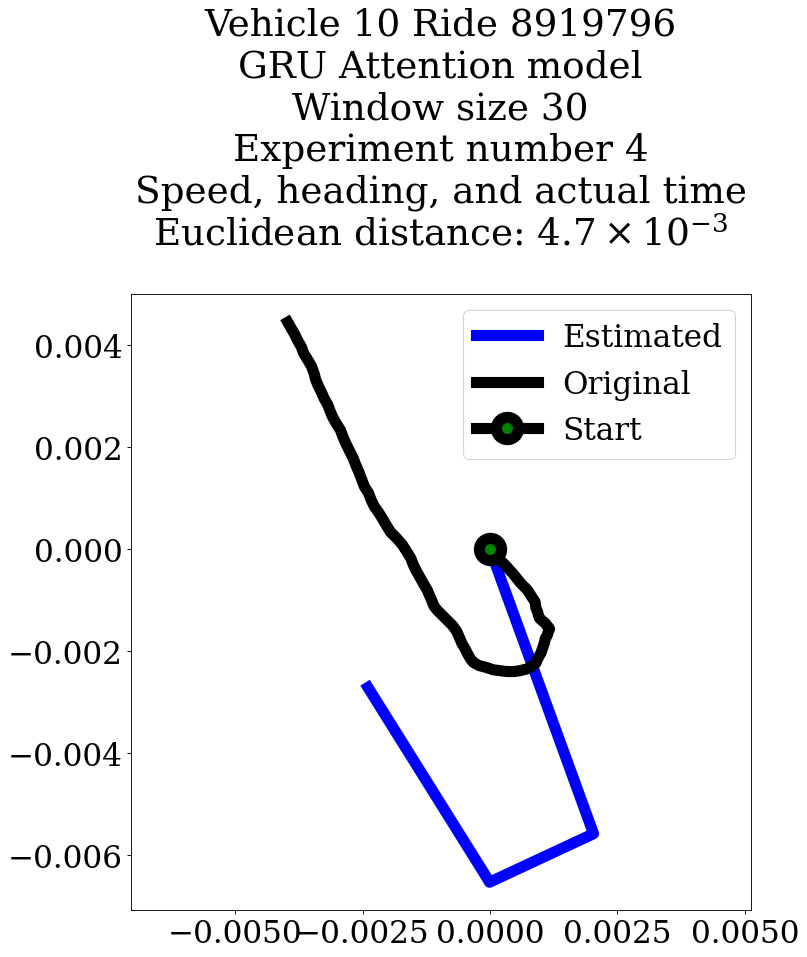 Vehicle 10 Ride 8919796
GRU Attention model
Window size 30
Experiment number 4
Speed, heading, and actual time
Euclidean distance: 4.7 × 10⁻³
Estimated
Original
Start
0.004
0.002
0.000
−0.002
−0.004
−0.006
−0.0050 −0.0025 0.0000 0.0025 0.0050